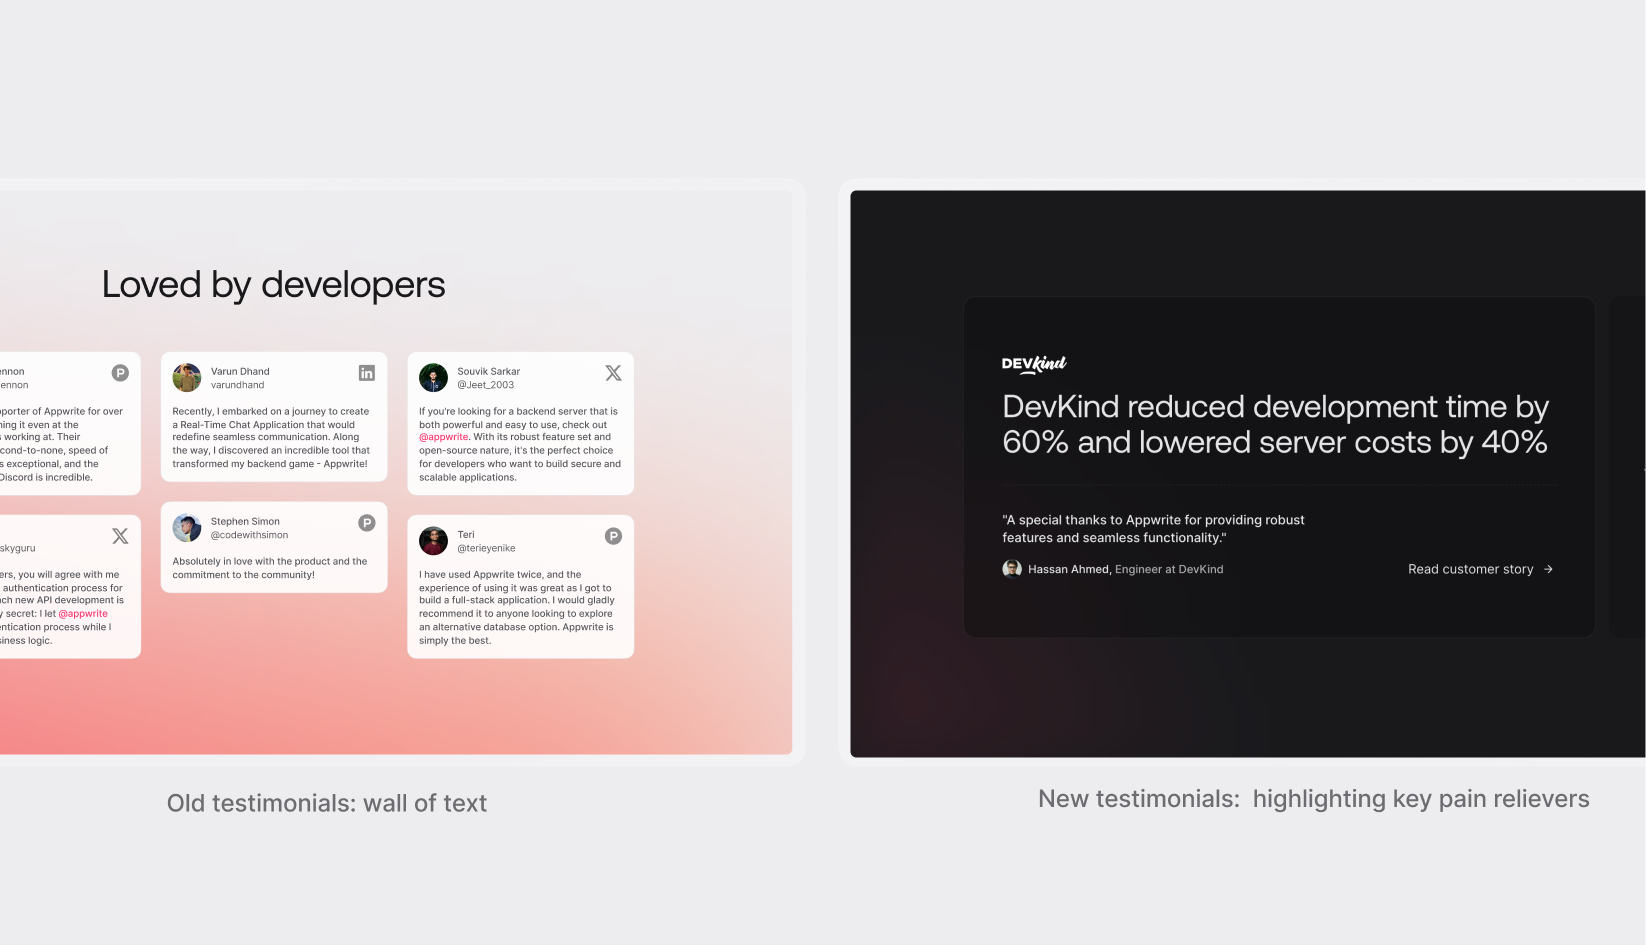 Loved by developers
ennon
ennon
pporter of Appwrite for over
ning it even at the
s working at. Their
cond-to-none, speed of
s exceptional, and the
Discord is incredible.
skyguru
ers, you will agree with me
authentication process for
ach new API development is
y secret: I let @appwrite
entication process while I
siness logic.
Varun Dhand
varundhand
in
Recently, I embarked on a journey to create
a Real-Time Chat Application that would
redefine seamless communication. Along
the way, I discovered an incredible tool that
transformed my backend game - Appwrite!
Stephen Simon
@codewithsimon
Absolutely in love with the product and the
commitment to the community!
Souvik Sarkar
@Jeet_2003
If you're looking for a backend server that is
both powerful and easy to use, check out
@appwrite. With its robust feature set and
open-source nature, it's the perfect choice
for developers who want to build secure and
scalable applications.
Teri
@terieyenike
I have used Appwrite twice, and the
experience of using it was great as I got to
build a full-stack application. I would gladly
recommend it to anyone looking to explore
an alternative database option. Appwrite is
simply the best.
Old testimonials: wall of text
DEVkind
DevKind reduced development time by
60% and lowered server costs by 40%
"A special thanks to Appwrite for providing robust
features and seamless functionality."
Hassan Ahmed, Engineer at DevKind
Read customer story →
New testimonials: highlighting key pain relievers